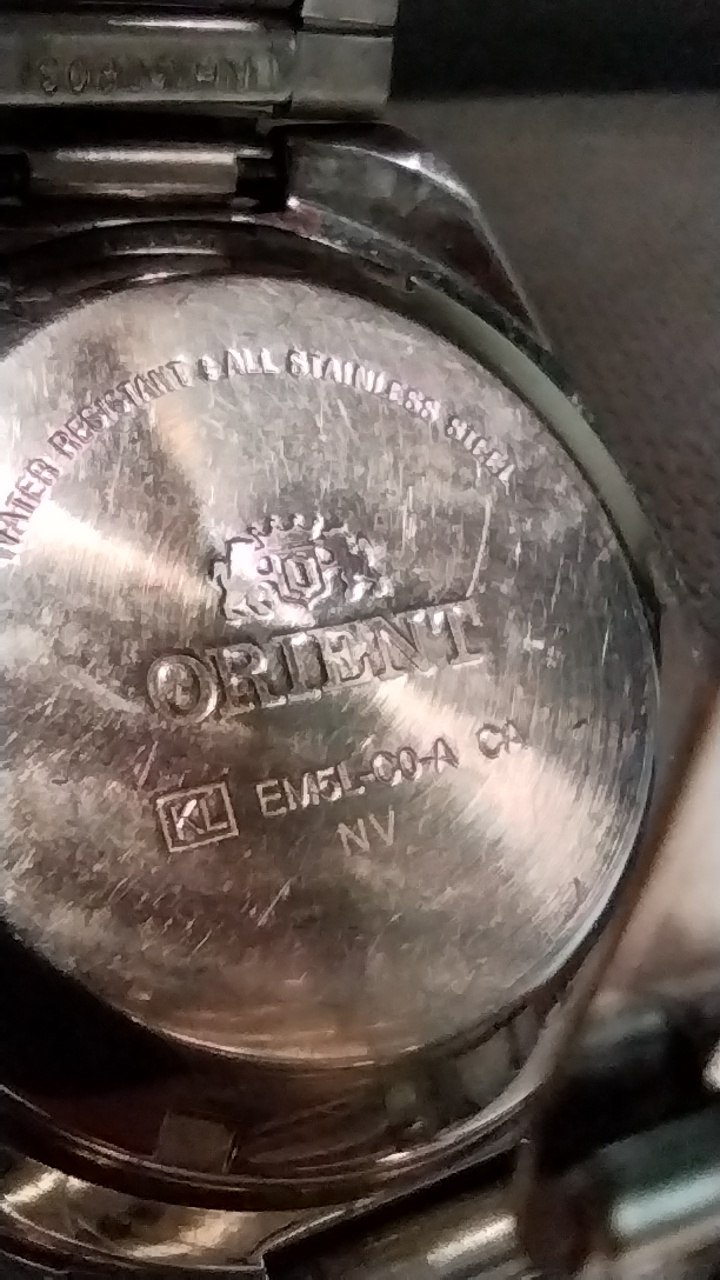 WATER RESISTANT & ALL STAINLESS STEEL
ORIENT
KL EM5L-C0-A CA
NV